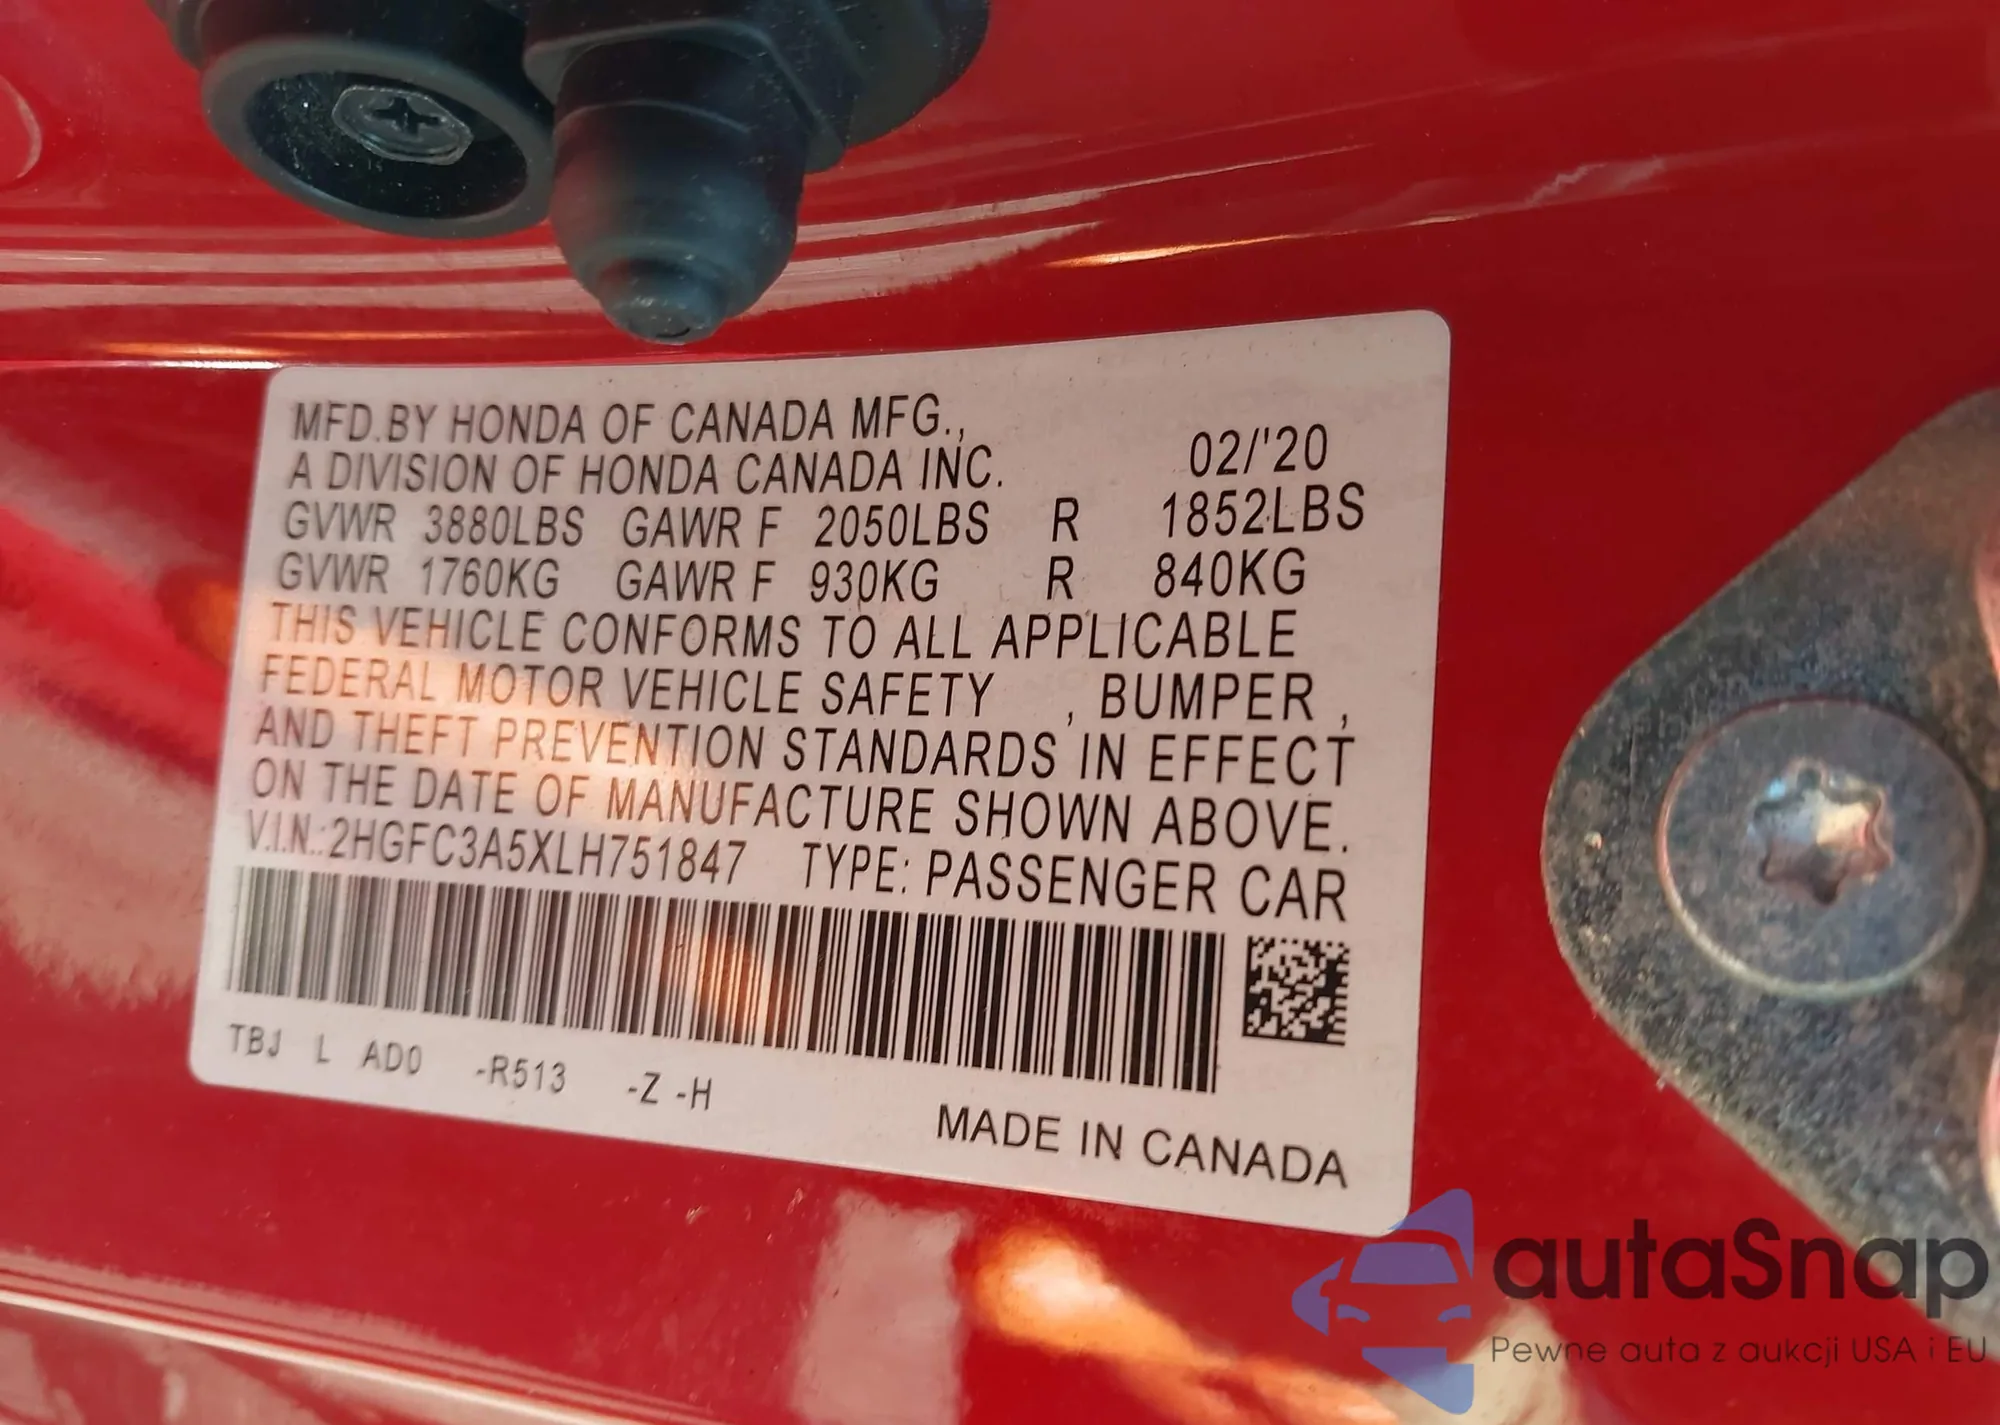 MFD.BY HONDA OF CANADA MFG.,
A DIVISION OF HONDA CANADA INC. 02/'20
GVWR 3880LBS GAWR F 2050LBS R 1852LBS
GVWR 1760KG GAWR F 930KG R 840KG
THIS VEHICLE CONFORMS TO ALL APPLICABLE
FEDERAL MOTOR VEHICLE SAFETY , BUMPER ,
AND THEFT PREVENTION STANDARDS IN EFFECT
ON THE DATE OF MANUFACTURE SHOWN ABOVE.
V.I.N.:2HGFC3A5XLH751847 TYPE: PASSENGER CAR
TBJ L AD0 -R513 -Z -H
MADE IN CANADA
autaSnap
Pewne auta z aukcji USA i EU